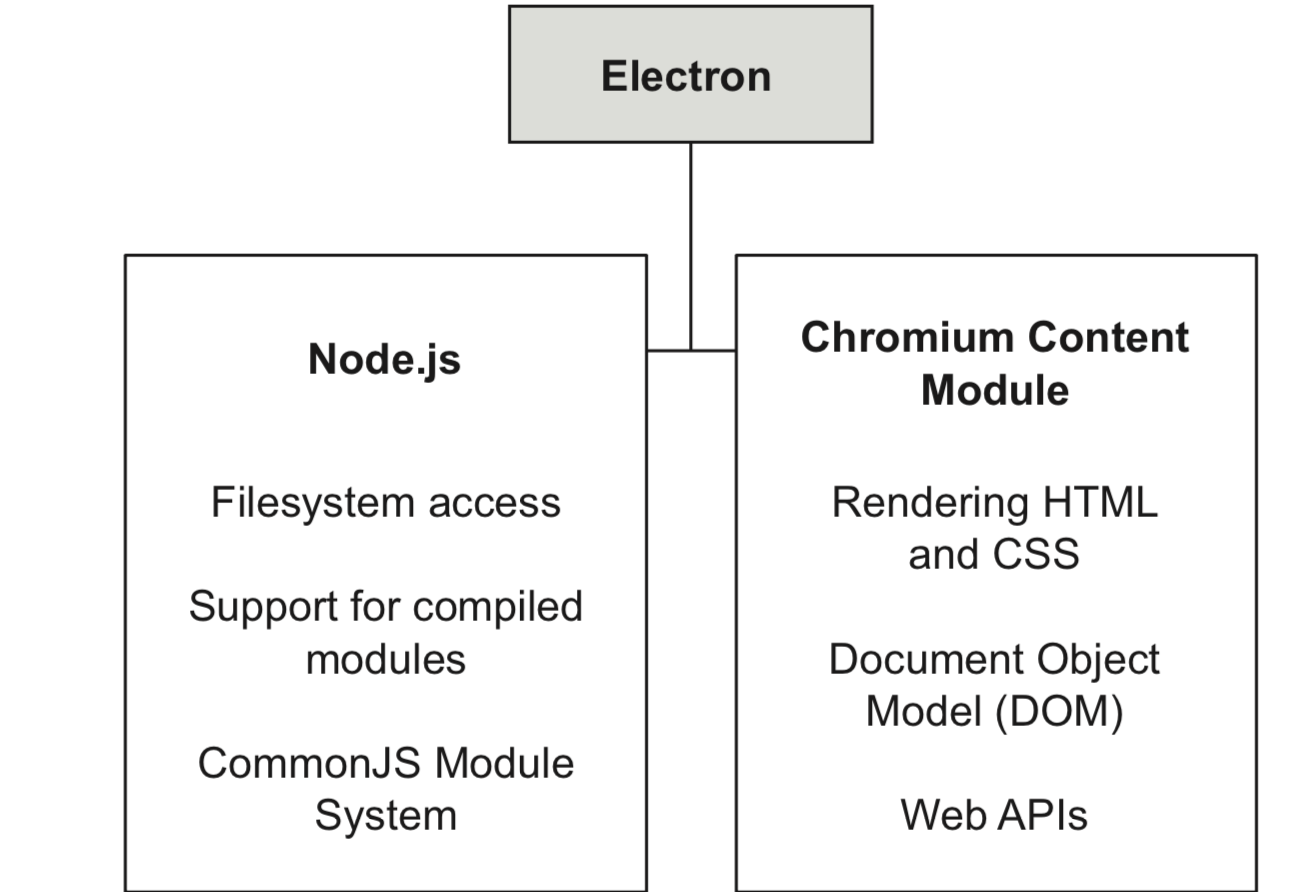 Electron
Node.js
Filesystem access
Support for compiled
modules
CommonJS Module
System
Chromium Content
Module
Rendering HTML
and CSS
Document Object
Model (DOM)
Web APIs